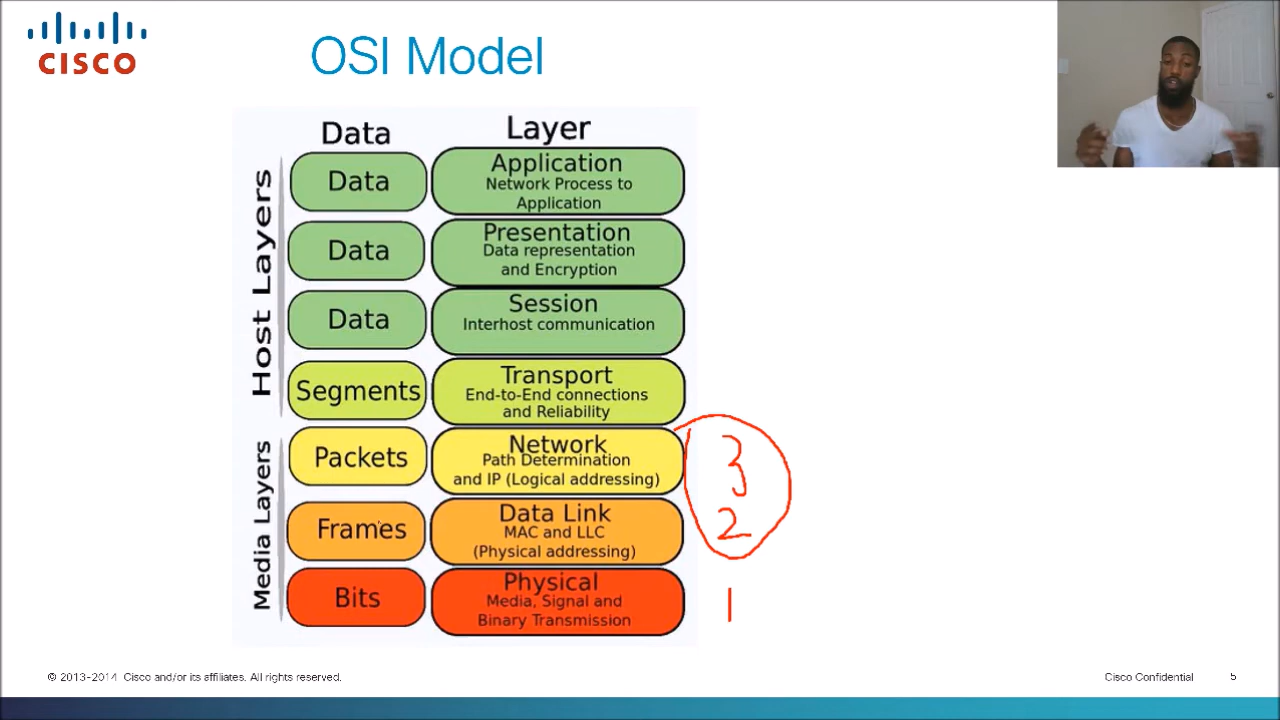 CISCO
OSI Model
Data
Layer
Host Layers
Data
Application
Network Process to
Application
Data
Presentation
Data representation
and Encryption
Data
Session
Interhost communication
Segments
Transport
End-to-End connections
and Reliability
Media Layers
Packets
Network
Path Determination
and IP (Logical addressing)
3
Frames
Data Link
MAC and LLC
(Physical addressing)
2
Bits
Physical
Media, Signal and
Binary Transmission
1
© 2013-2014 Cisco and/or its affiliates. All rights reserved.
Cisco Confidential
5